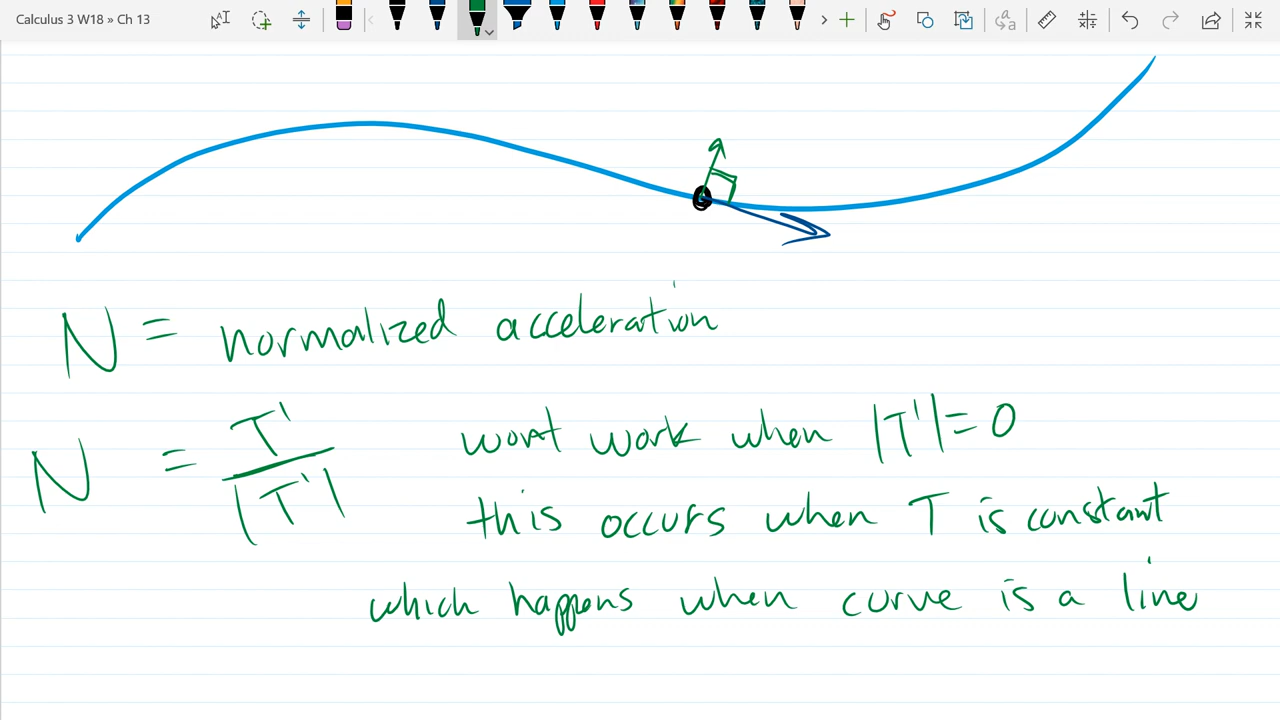 Calculus 3 W18 » Ch 13
N = normalized acceleration
N = T' / |T'|
wont work when |T'| = 0
this occurs when T is constant
which happens when curve is a line